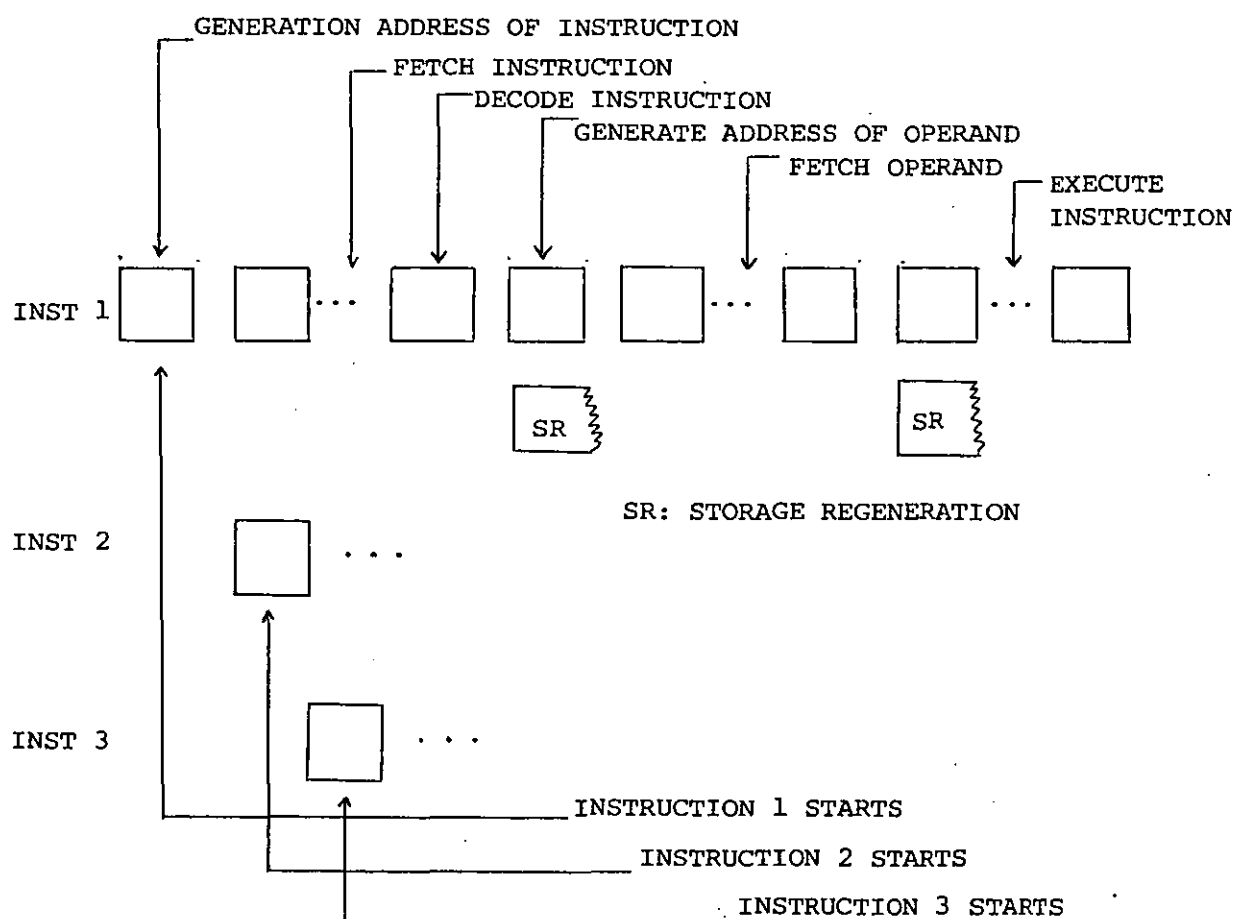 GENERATION ADDRESS OF INSTRUCTION
FETCH INSTRUCTION
DECODE INSTRUCTION
GENERATE ADDRESS OF OPERAND
FETCH OPERAND
EXECUTE
INSTRUCTION
INST 1
SR
SR
SR: STORAGE REGENERATION
INST 2
INST 3
INSTRUCTION 1 STARTS
INSTRUCTION 2 STARTS
INSTRUCTION 3 STARTS